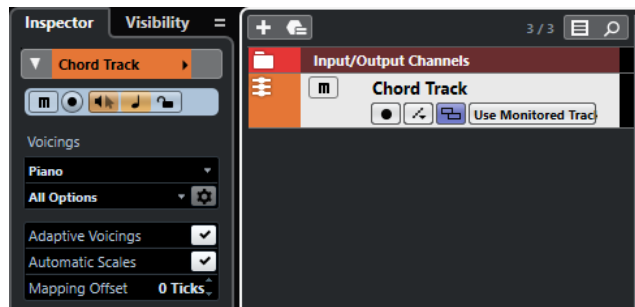 Inspector Visibility
Chord Track
m
Voicings
Piano
All Options
Adaptive Voicings
Automatic Scales
Mapping Offset 0 Ticks
3 / 3
Input/Output Channels
m Chord Track
Use Monitored Trac